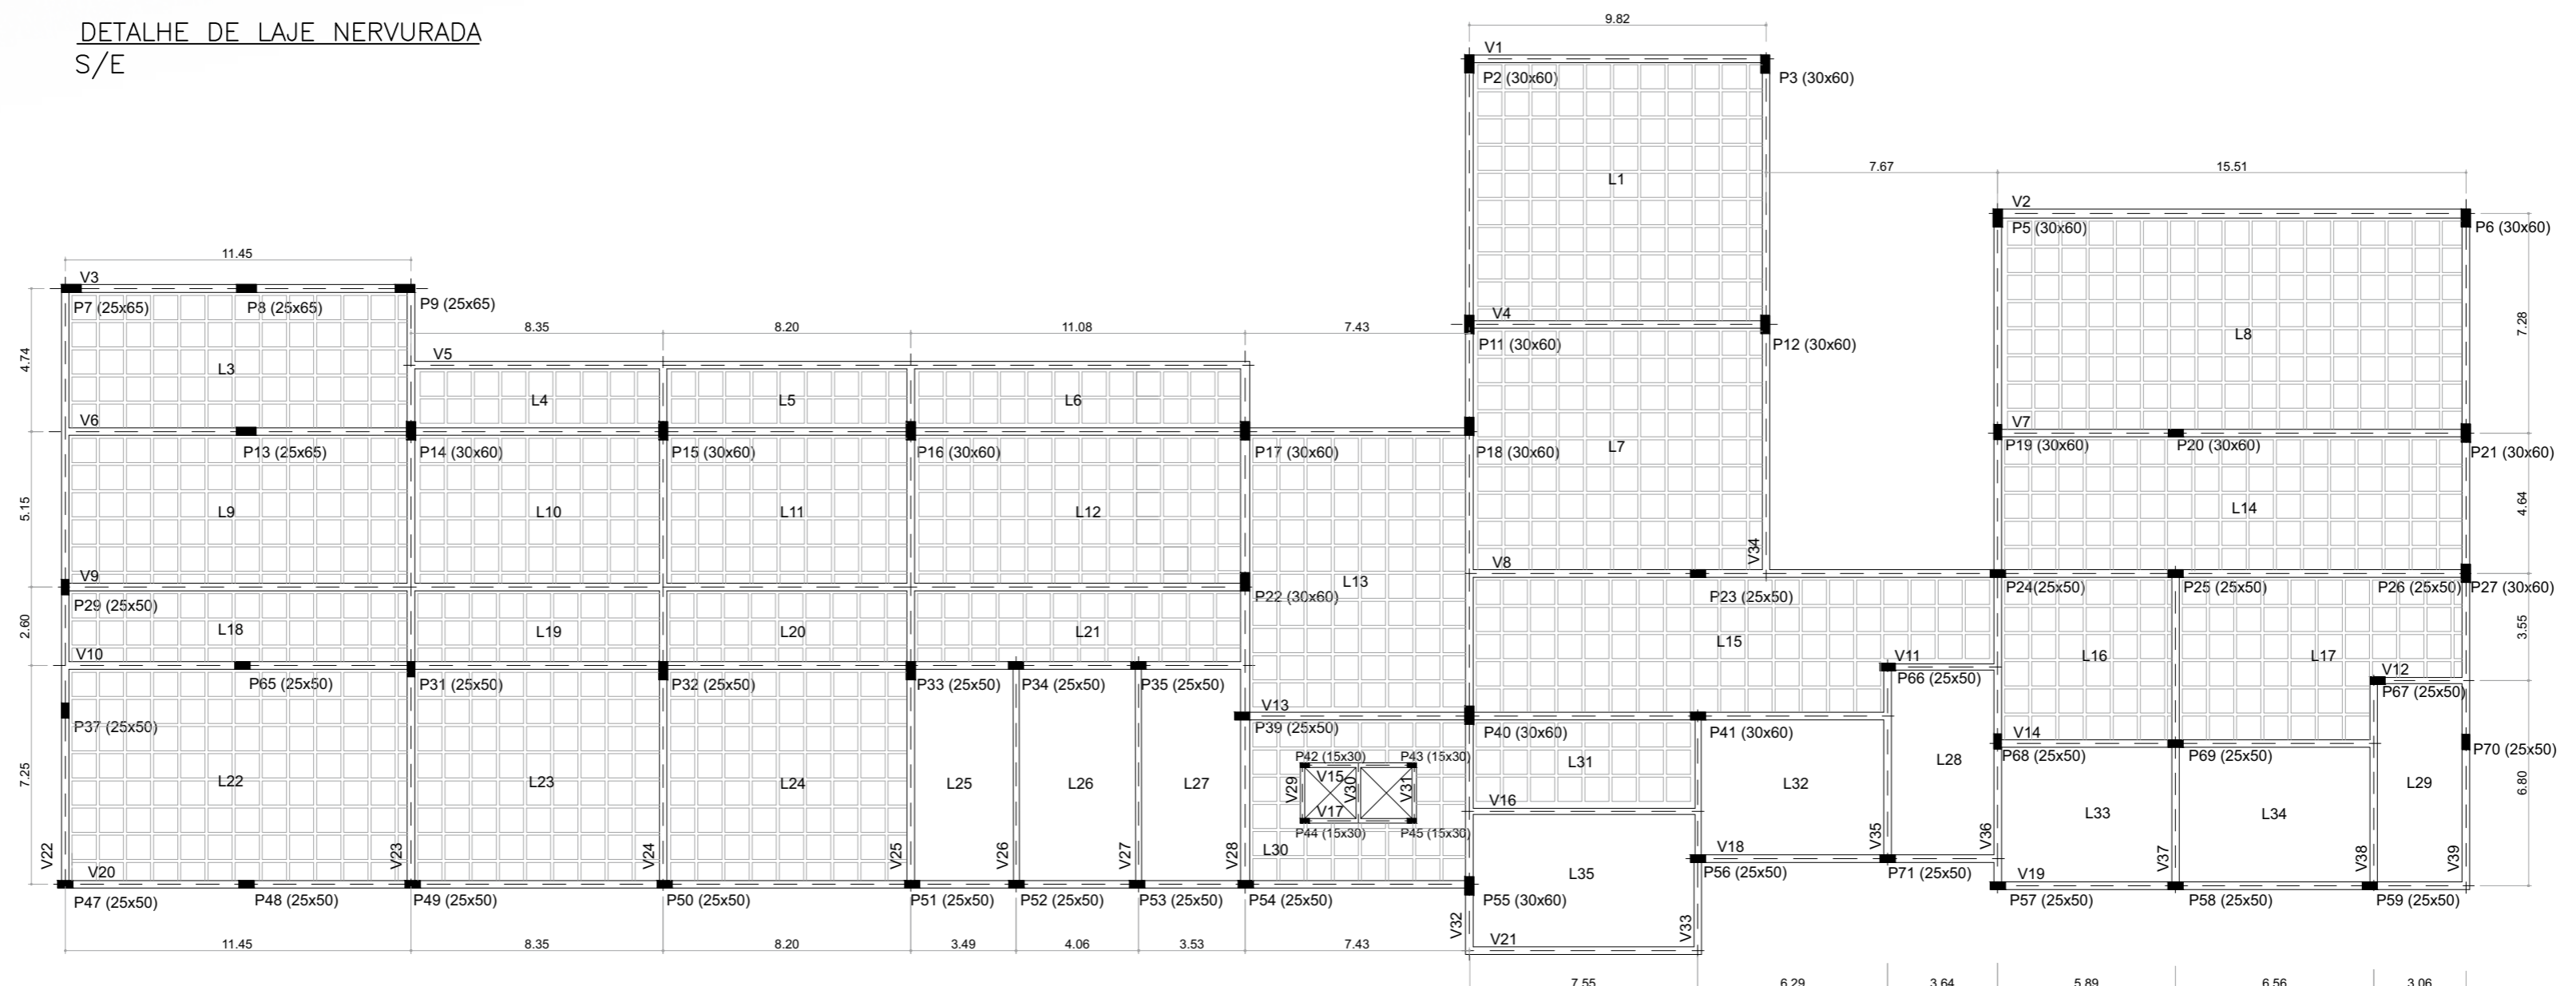 DETALHE DE LAJE NERVURADA
S/E
9.82
V1
P2 (30x60)
P3 (30x60)
L1
7.67
15.51
V2
P5 (30x60)
P6 (30x60)
11.45
V3
P7 (25x65)
P8 (25x65)
P9 (25x65)
8.35
8.20
11.08
7.43
V4
P11 (30x60)
P12 (30x60)
L8
7.28
4.74
L3
V5
L4
L5
L6
V6
P13 (25x65)
P14 (30x60)
P15 (30x60)
P16 (30x60)
P17 (30x60)
P18 (30x60)
L7
V7
P19 (30x60)
P20 (30x60)
P21 (30x60)
5.15
L9
L10
L11
L12
L13
L14
4.64
V34
V8
V9
P29 (25x50)
P22 (30x60)
P23 (25x50)
P24(25x50)
P25 (25x50)
P26 (25x50)
P27 (30x60)
2.60
L18
L19
L20
L21
L15
L16
L17
3.55
V10
P65 (25x50)
P31 (25x50)
P32 (25x50)
P33 (25x50)
P34 (25x50)
P35 (25x50)
V11
P66 (25x50)
V12
P67 (25x50)
P37 (25x50)
V13
P39 (25x50)
P40 (30x60)
P41 (30x60)
V14
P68 (25x50)
P69 (25x50)
P70 (25x50)
7.25
L22
L23
L24
L25
L26
L27
P42 (15x30)
P43 (15x30)
V29
V15
V30
V31
V17
P44 (15x30)
P45 (15x30)
L30
L31
L32
L28
L33
L34
L29
6.80
V16
V18
P56 (25x50)
P71 (25x50)
V35
V36
V37
V38
V39
L35
V22
V20
V23
V24
V25
V26
V27
V28
V19
P47 (25x50)
P48 (25x50)
P49 (25x50)
P50 (25x50)
P51 (25x50)
P52 (25x50)
P53 (25x50)
P54 (25x50)
P55 (30x60)
P57 (25x50)
P58 (25x50)
P59 (25x50)
V32
V33
V21
11.45
8.35
8.20
3.49
4.06
3.53
7.43
7.55
6.29
3.64
5.89
6.56
3.06